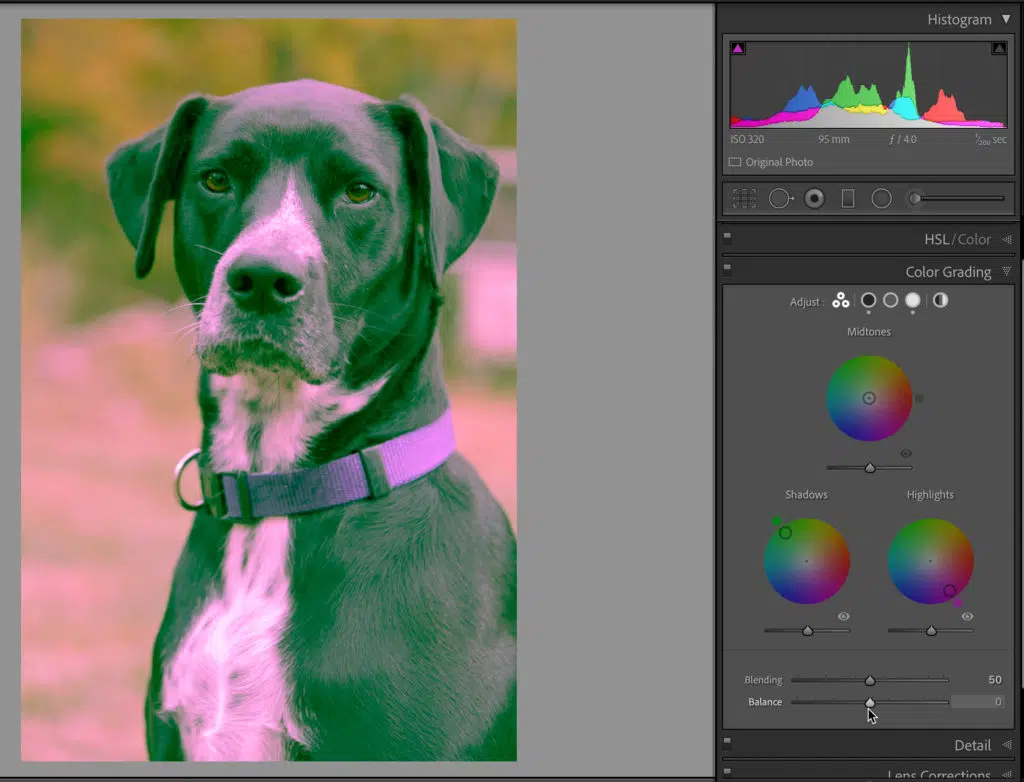 Histogram
ISO 320 95 mm ƒ / 4.0 1/200 sec
Original Photo
HSL / Color
Color Grading
Adjust :
Midtones
Shadows Highlights
Blending 50
Balance 0
Detail
Lens Corrections